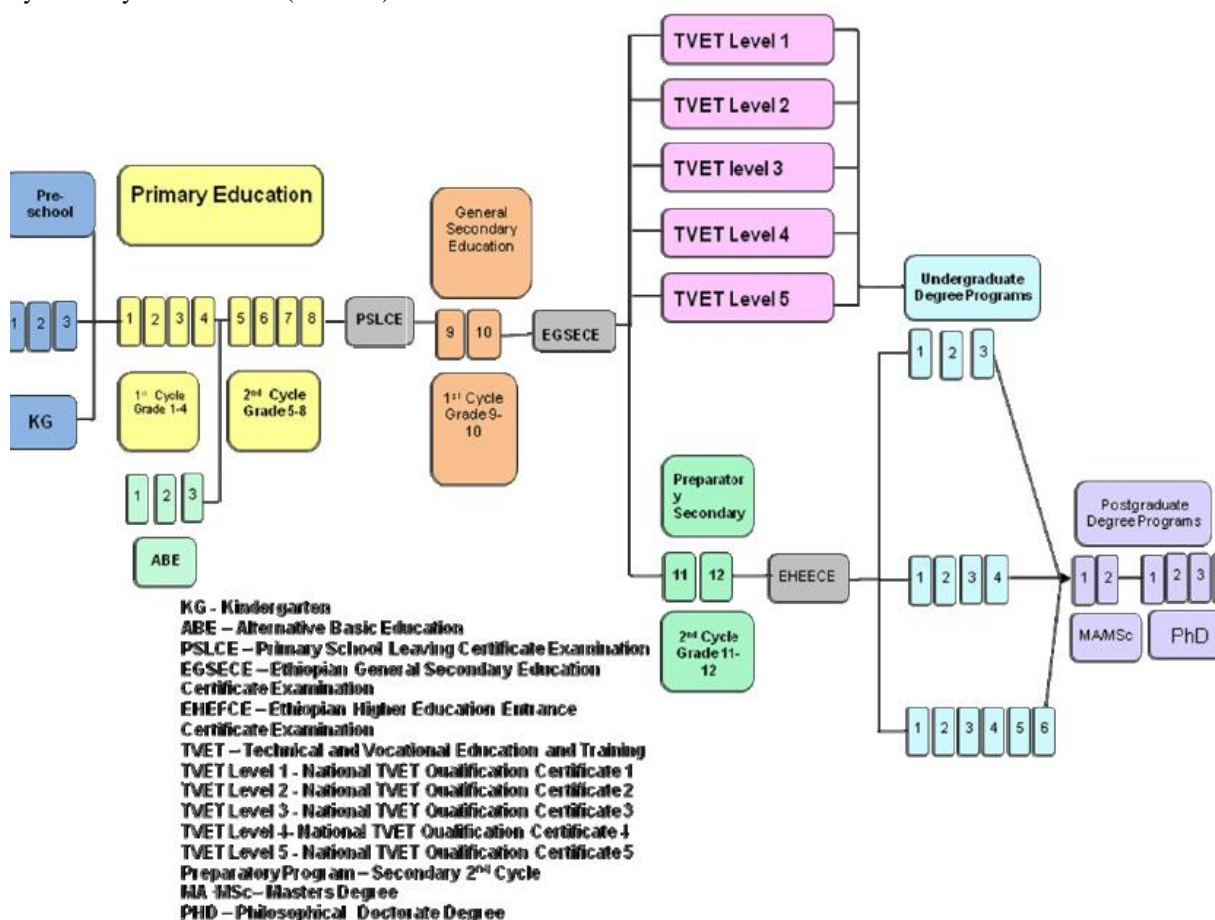 TVET Level 1
TVET Level 2
TVET level 3
TVET Level 4
TVET Level 5
Pre-
school
1 2 3
KG
Primary Education
1 2 3 4 5 6 7 8
1st Cycle
Grade 1-4
2nd Cycle
Grade 5-8
1 2 3
ABE
PSLCE
General
Secondary
Education
9 10
1st Cycle
Grade 9-
10
EGSECE
Preparator
y
Secondary
11 12
2nd Cycle
Grade 11-
12
EHEECE
Undergraduate
Degree Programs
1 2 3
1 2 3 4
1 2 3 4 5 6
Postgraduate
Degree Programs
1 2 1 2 3
MA/MSc
PhD
KG - Kindergarten
ABE – Alternative Basic Education
PSLCE – Primary School Leaving Certificate Examination
EGSECE – Ethiopian General Secondary Education
Certificate Examination
EHEFCE – Ethiopian Higher Education Entrance
Certificate Examination
TVET – Technical and Vocational Education and Training
TVET Level 1 - National TVET Qualification Certificate 1
TVET Level 2 - National TVET Qualification Certificate 2
TVET Level 3 - National TVET Qualification Certificate 3
TVET Level 4- National TVET Qualification Certificate 4
TVET Level 5 - National TVET Qualification Certificate 5
Preparatory Program – Secondary 2nd Cycle
MA -MSc– Masters Degree
PHD – Philosophical Doctorate Degree